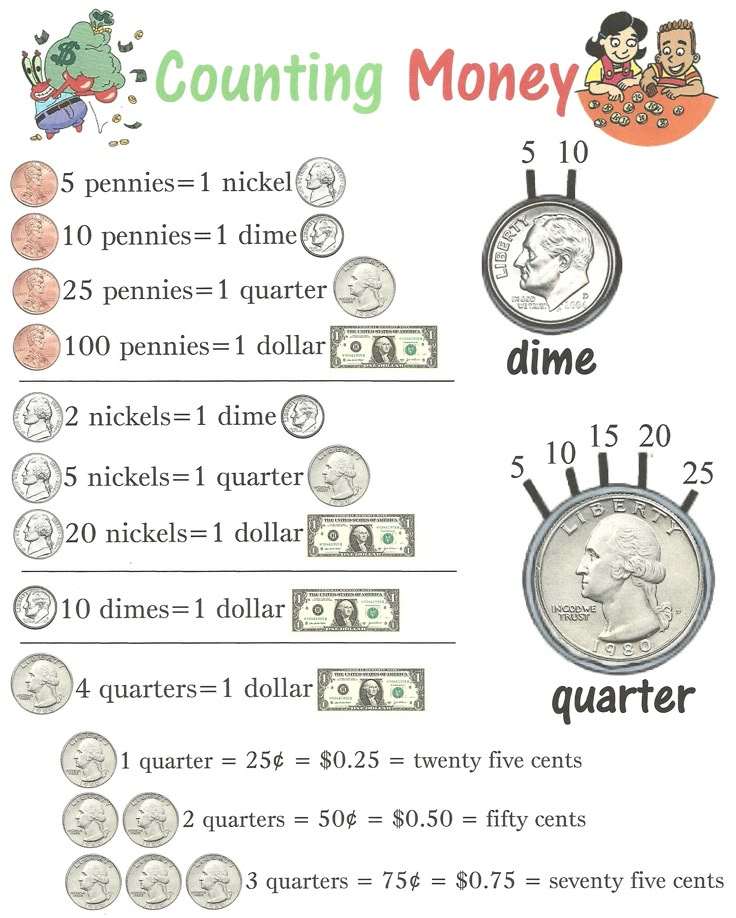 Counting Money
5 pennies=1 nickel
10 pennies=1 dime
25 pennies=1 quarter
100 pennies=1 dollar
5 10
LIBERTY
IN GOD
WE TRUST
D
dime
2 nickels=1 dime
5 nickels=1 quarter
20 nickels=1 dollar
10 dimes=1 dollar
4 quarters=1 dollar
5 10 15 20 25
LIBERTY
IN GOD WE
TRUST
1980
quarter
1 quarter = 25¢ = $0.25 = twenty five cents
2 quarters = 50¢ = $0.50 = fifty cents
3 quarters = 75¢ = $0.75 = seventy five cents